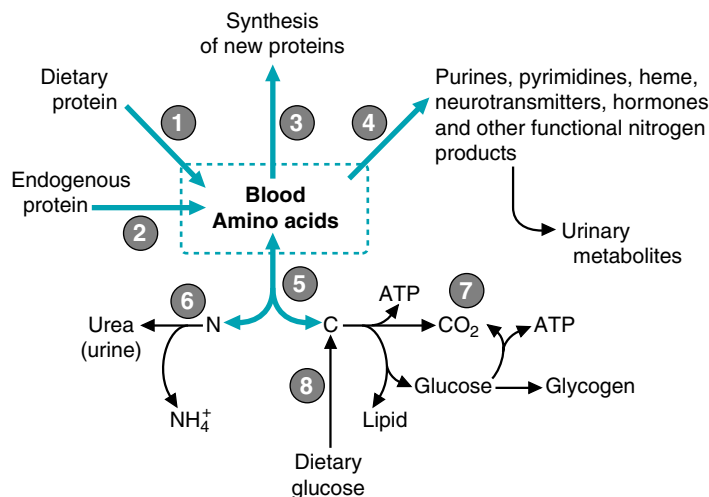 Synthesis
of new proteins
Dietary
protein
1
3
4
Purines, pyrimidines, heme,
neurotransmitters, hormones
and other functional nitrogen
products
Endogenous
protein
2
Blood
Amino acids
Urinary
metabolites
5
6
7
ATP
Urea
(urine)
N
C
CO₂
ATP
8
Glucose
Glycogen
NH₄⁺
Lipid
Dietary
glucose